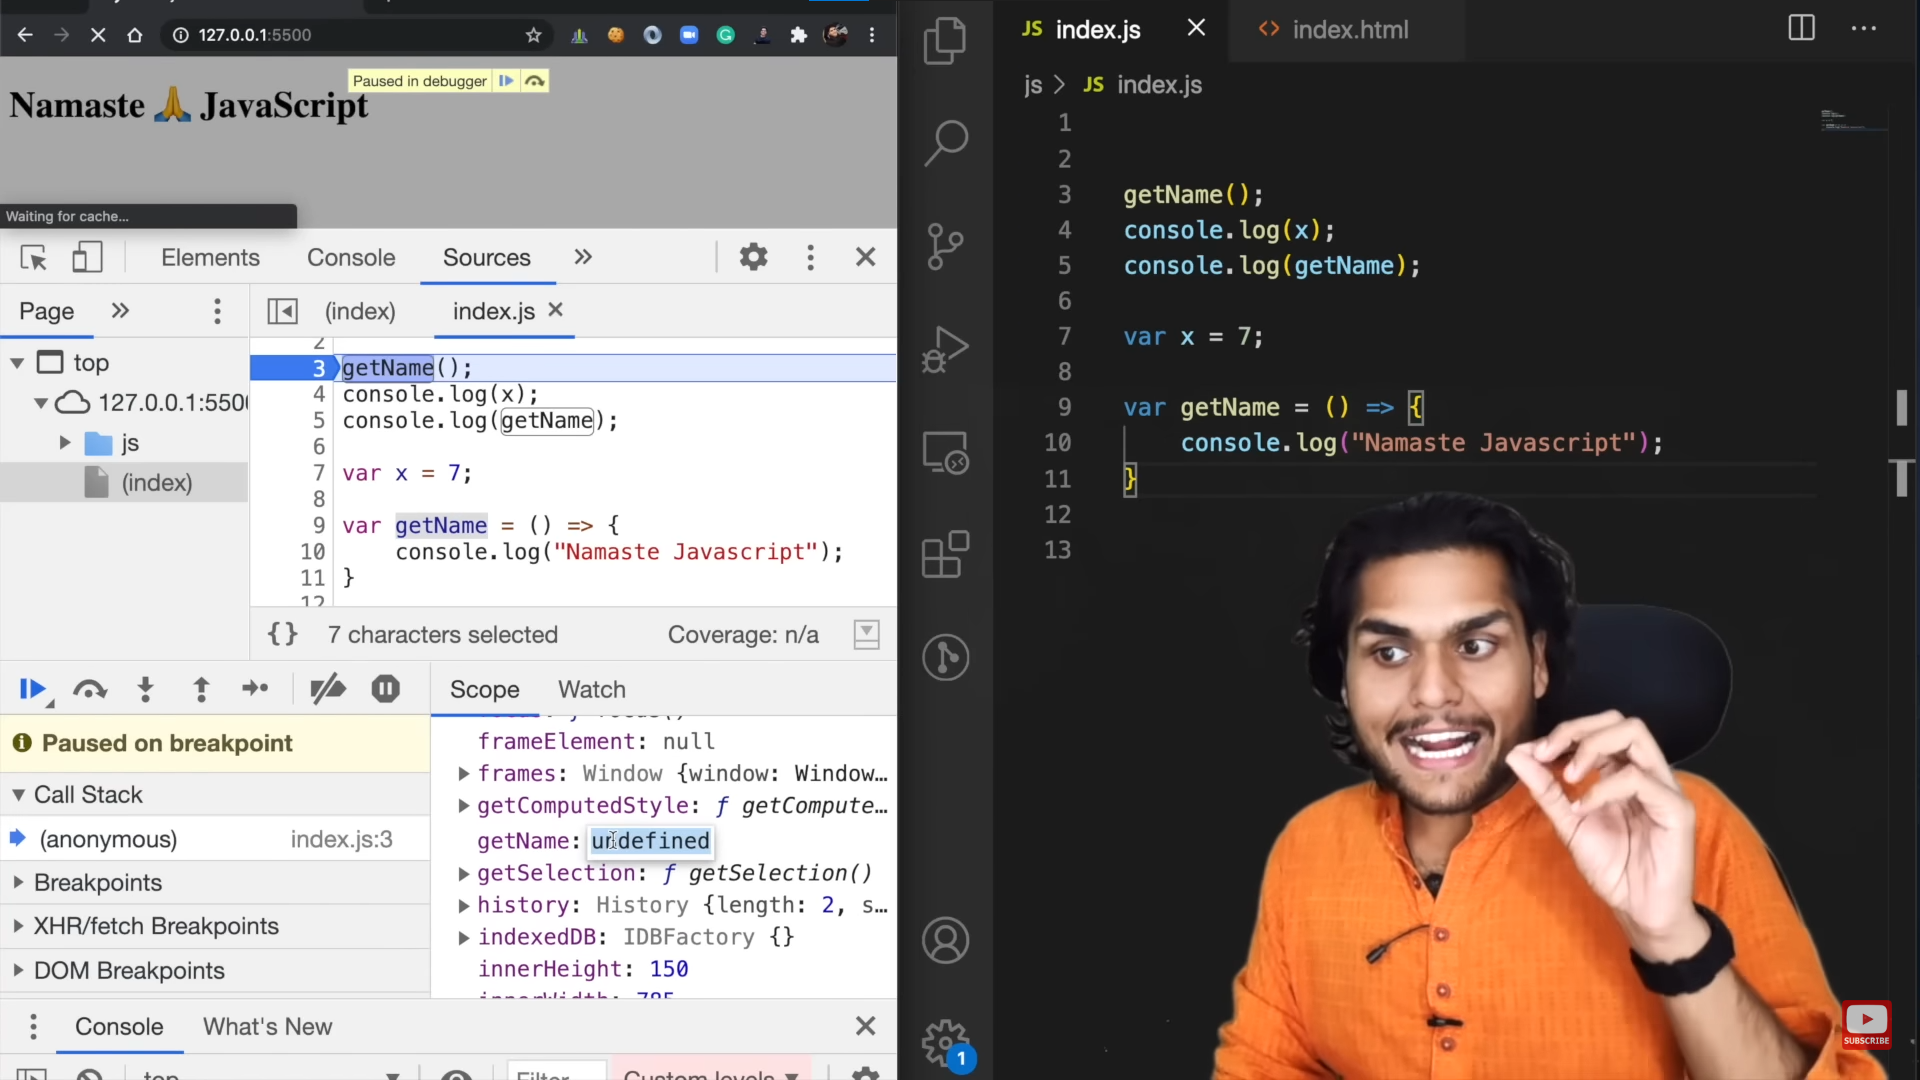 127.0.0.1:5500
Paused in debugger
Namaste 🙏 JavaScript
Waiting for cache...
Elements Console Sources
Page
(index) index.js
top
127.0.0.1:550
js
(index)
2
3 getName();
4 console.log(x);
5 console.log(getName);
6
7 var x = 7;
8
9 var getName = () => {
10 console.log("Namaste Javascript");
11 }
12
{} 7 characters selected Coverage: n/a
Paused on breakpoint
Call Stack
(anonymous) index.js:3
Breakpoints
XHR/fetch Breakpoints
DOM Breakpoints
Scope Watch
frameElement: null
frames: Window {window: Window…
getComputedStyle: ƒ getCompute…
getName: undefined
getSelection: ƒ getSelection()
history: History {length: 2, s…
indexedDB: IDBFactory {}
innerHeight: 150
innerWidth: 785
Console What's New
top Filter Custom levels
JS index.js index.html
js > JS index.js
1
2
3 getName();
4 console.log(x);
5 console.log(getName);
6
7 var x = 7;
8
9 var getName = () => {
10 console.log("Namaste Javascript");
11 }
12
13
1
SUBSCRIBE